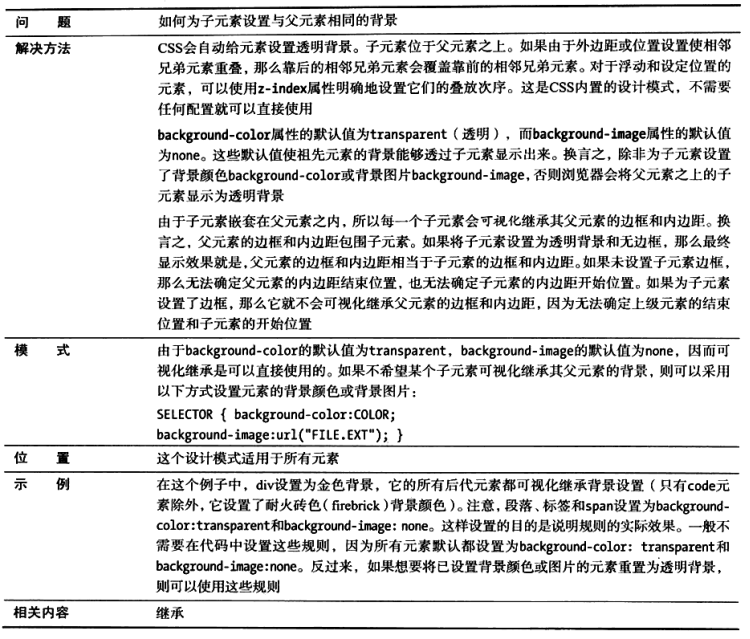 问 题 如何为子元素设置与父元素相同的背景
解决方法 CSS会自动给元素设置透明背景。子元素位于父元素之上。如果由于外边距或位置设置使相邻
兄弟元素重叠，那么靠后的相邻兄弟元素会覆盖靠前的相邻兄弟元素。对于浮动和设定位置的
元素，可以使用z-index属性明确地设置它们的叠放次序。这是CSS内置的设计模式，不需要
任何配置就可以直接使用
background-color属性的默认值为transparent（透明），而background-image属性的默认值
为none。这些默认值使祖先元素的背景能够透过子元素显示出来。换言之，除非为子元素设置
了背景颜色background-color或背景图片background-image，否则浏览器会将父元素之上的子
元素显示为透明背景
由于子元素嵌套在父元素之内，所以每一个子元素会可视化继承其父元素的边框和内边距。换
言之，父元素的边框和内边距包围子元素。如果将子元素设置为透明背景和无边框，那么最终
显示效果就是，父元素的边框和内边距相当于子元素的边框和内边距。如果未设置子元素边框，
那么无法确定父元素的内边距结束位置，也无法确定子元素的内边距开始位置。如果为子元素
设置了边框，那么它就不会可视化继承父元素的边框和内边距，因为无法确定上级元素的结束
位置和子元素的开始位置
模 式 由于background-color的默认值为transparent，background-image的默认值为none，因而可
视化继承是可以直接使用的。如果不希望某个子元素可视化继承其父元素的背景，则可以采用
以下方式设置元素的背景颜色或背景图片：
SELECTOR { background-color:COLOR;
background-image:url("FILE.EXT"); }
位 置 这个设计模式适用于所有元素
示 例 在这个例子中，div设置为金色背景，它的所有后代元素都可视化继承背景设置（只有code元
素除外，它设置了耐火砖色（firebrick）背景颜色）。注意，段落、标签和span设置为background-
color:transparent和background-image: none。这样设置的目的是说明规则的实际效果。一般不
需要在代码中设置这些规则，因为所有元素默认都设置为background-color: transparent和
background-image:none。反过来，如果想要将已设置背景颜色或图片的元素重置为透明背景，
则可以使用这些规则
相关内容 继承